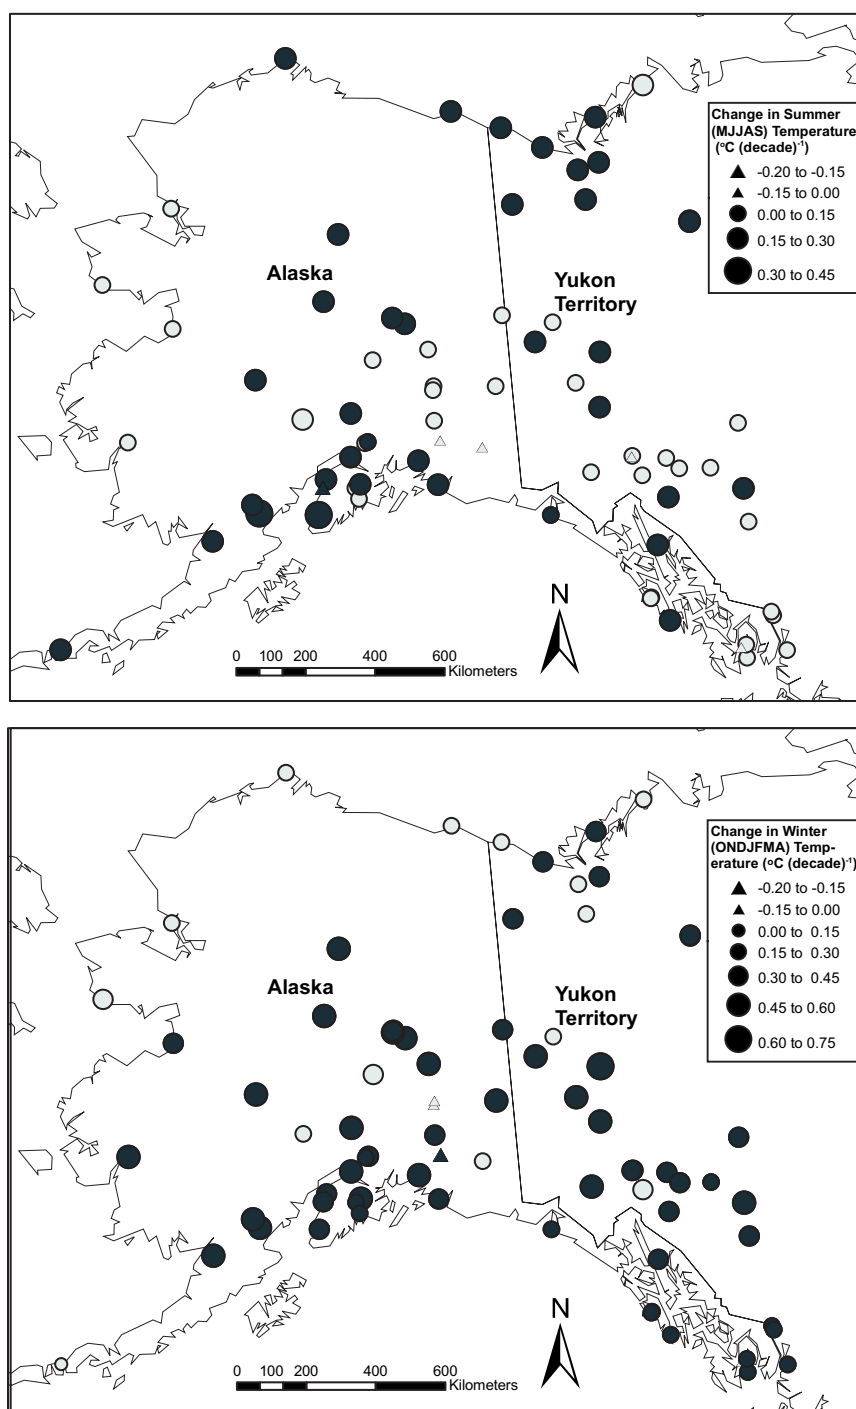 Change in Summer
(MJJAS) Temperature
(°C (decade)-1)
-0.20 to -0.15
-0.15 to 0.00
0.00 to 0.15
0.15 to 0.30
0.30 to 0.45
Alaska
Yukon
Territory
N
0 100 200 400 600
Kilometers
Change in Winter
(ONDJFMA) Temp-
erature (°C (decade)-1)
-0.20 to -0.15
-0.15 to 0.00
0.00 to 0.15
0.15 to 0.30
0.30 to 0.45
0.45 to 0.60
0.60 to 0.75
Alaska
Yukon
Territory
N
0 100 200 400 600
Kilometers